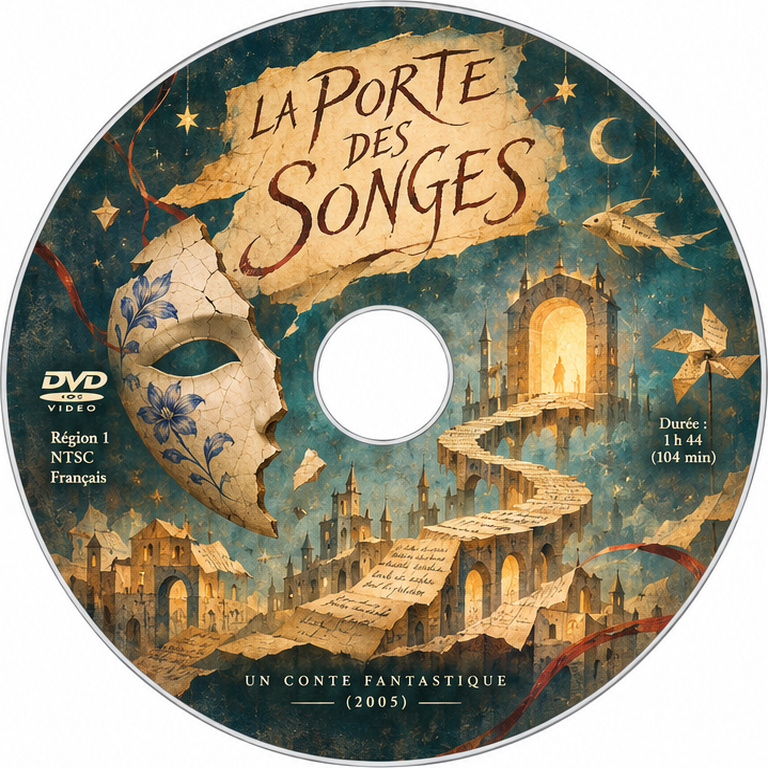 LA PORTE
DES
SONGES
DVD
VIDEO
Région 1
NTSC
Français
Durée :
1 h 44
(104 min)
UN CONTE FANTASTIQUE
(2005)